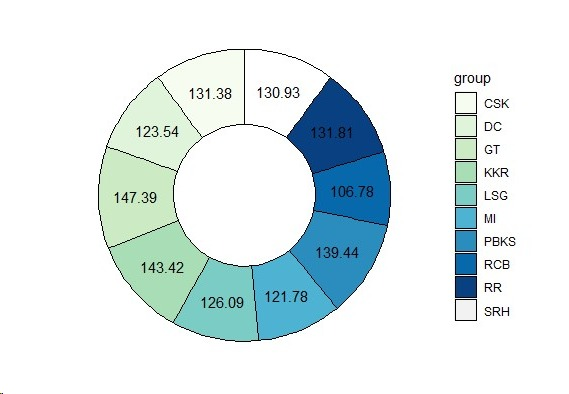 131.38
130.93
123.54
131.81
147.39
106.78
143.42
139.44
126.09
121.78
group
CSK
DC
GT
KKR
LSG
MI
PBKS
RCB
RR
SRH